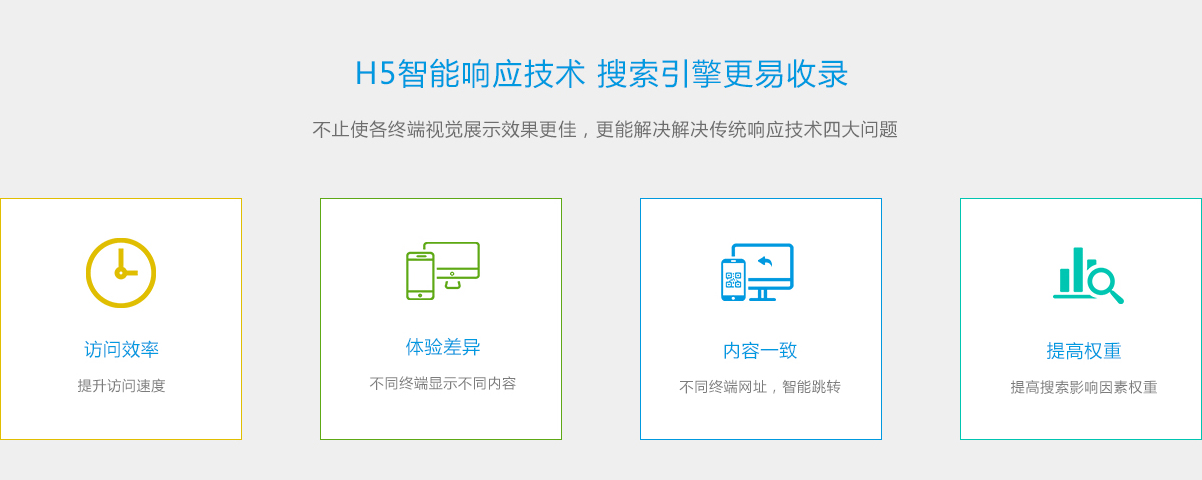 H5智能响应技术 搜索引擎更易收录
不止使各终端视觉展示效果更佳，更能解决解决传统响应技术四大问题
访问效率
提升访问速度
体验差异
不同终端显示不同内容
内容一致
不同终端网址，智能跳转
提高权重
提高搜索影响因素权重